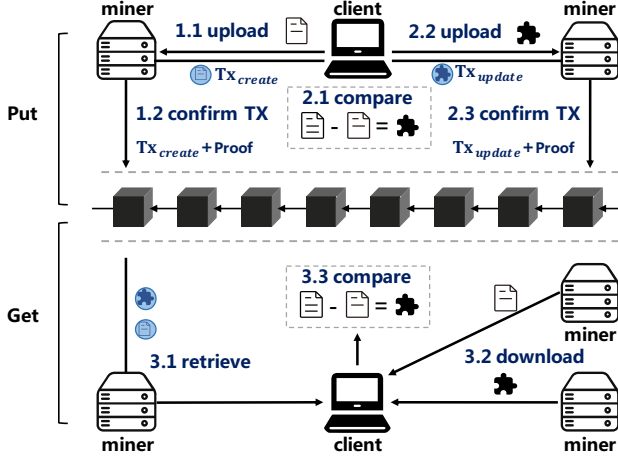 miner
client
miner
1.1 upload
2.2 upload
Tx_create
Tx_update
Put
2.1 compare
- =
1.2 confirm TX
2.3 confirm TX
Tx_create + Proof
Tx_update + Proof
Get
3.3 compare
- =
miner
3.1 retrieve
3.2 download
miner
client
miner